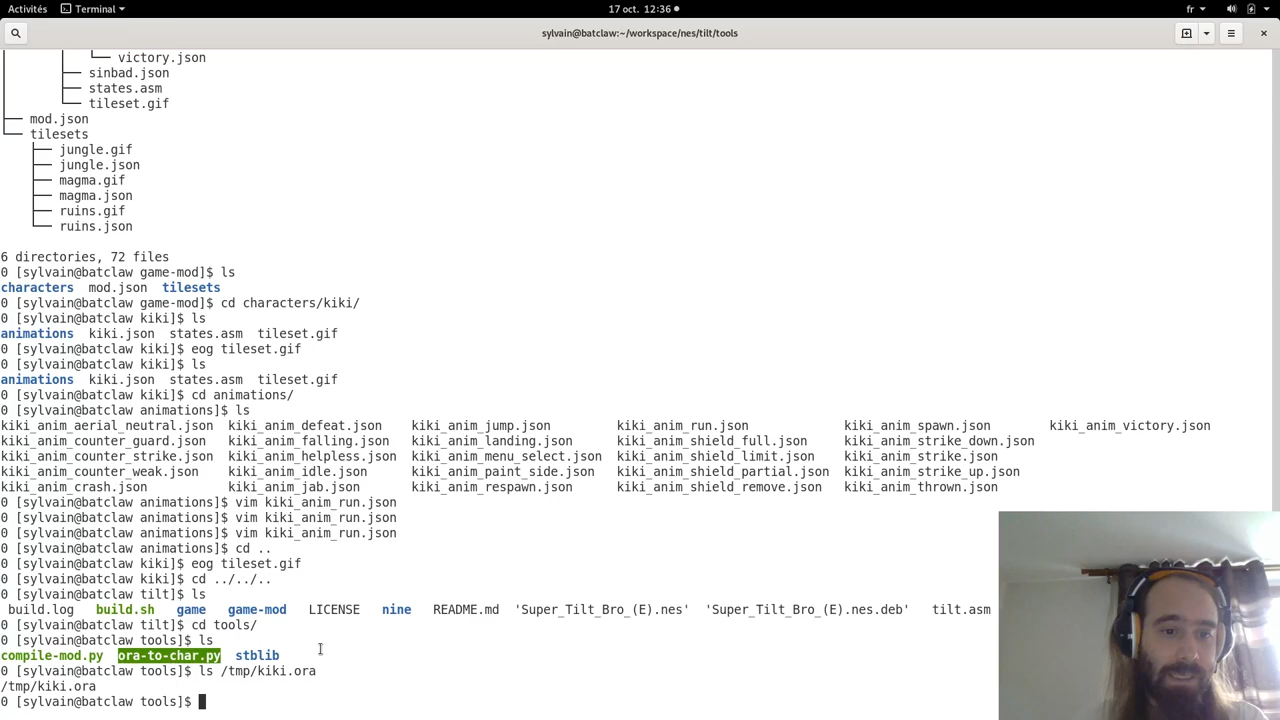 Activités Terminal 17 oct. 12:36 fr
sylvain@batclaw:~/workspace/nes/tilt/tools
│ │ └── victory.json
│ ├── sinbad.json
│ ├── states.asm
│ └── tileset.gif
├── mod.json
└── tilesets
├── jungle.gif
├── jungle.json
├── magma.gif
├── magma.json
├── ruins.gif
└── ruins.json
6 directories, 72 files
0 [sylvain@batclaw game-mod]$ ls
characters mod.json tilesets
0 [sylvain@batclaw game-mod]$ cd characters/kiki/
0 [sylvain@batclaw kiki]$ ls
animations kiki.json states.asm tileset.gif
0 [sylvain@batclaw kiki]$ eog tileset.gif
0 [sylvain@batclaw kiki]$ ls
animations kiki.json states.asm tileset.gif
0 [sylvain@batclaw kiki]$ cd animations/
0 [sylvain@batclaw animations]$ ls
kiki_anim_aerial_neutral.json kiki_anim_defeat.json kiki_anim_jump.json kiki_anim_run.json kiki_anim_spawn.json kiki_anim_victory.json
kiki_anim_counter_guard.json kiki_anim_falling.json kiki_anim_landing.json kiki_anim_shield_full.json kiki_anim_strike_down.json
kiki_anim_counter_strike.json kiki_anim_helpless.json kiki_anim_menu_select.json kiki_anim_shield_limit.json kiki_anim_strike.json
kiki_anim_counter_weak.json kiki_anim_idle.json kiki_anim_paint_side.json kiki_anim_shield_partial.json kiki_anim_strike_up.json
kiki_anim_crash.json kiki_anim_jab.json kiki_anim_respawn.json kiki_anim_shield_remove.json kiki_anim_thrown.json
0 [sylvain@batclaw animations]$ vim kiki_anim_run.json
0 [sylvain@batclaw animations]$ vim kiki_anim_run.json
0 [sylvain@batclaw animations]$ vim kiki_anim_run.json
0 [sylvain@batclaw animations]$ cd ..
0 [sylvain@batclaw kiki]$ eog tileset.gif
0 [sylvain@batclaw kiki]$ cd ../../..
0 [sylvain@batclaw tilt]$ ls
build.log build.sh game game-mod LICENSE nine README.md 'Super_Tilt_Bro_(E).nes' 'Super_Tilt_Bro_(E).nes.deb' tilt.asm
0 [sylvain@batclaw tilt]$ cd tools/
0 [sylvain@batclaw tools]$ ls
compile-mod.py ora-to-char.py stblib
0 [sylvain@batclaw tools]$ ls /tmp/kiki.ora
/tmp/kiki.ora
0 [sylvain@batclaw tools]$